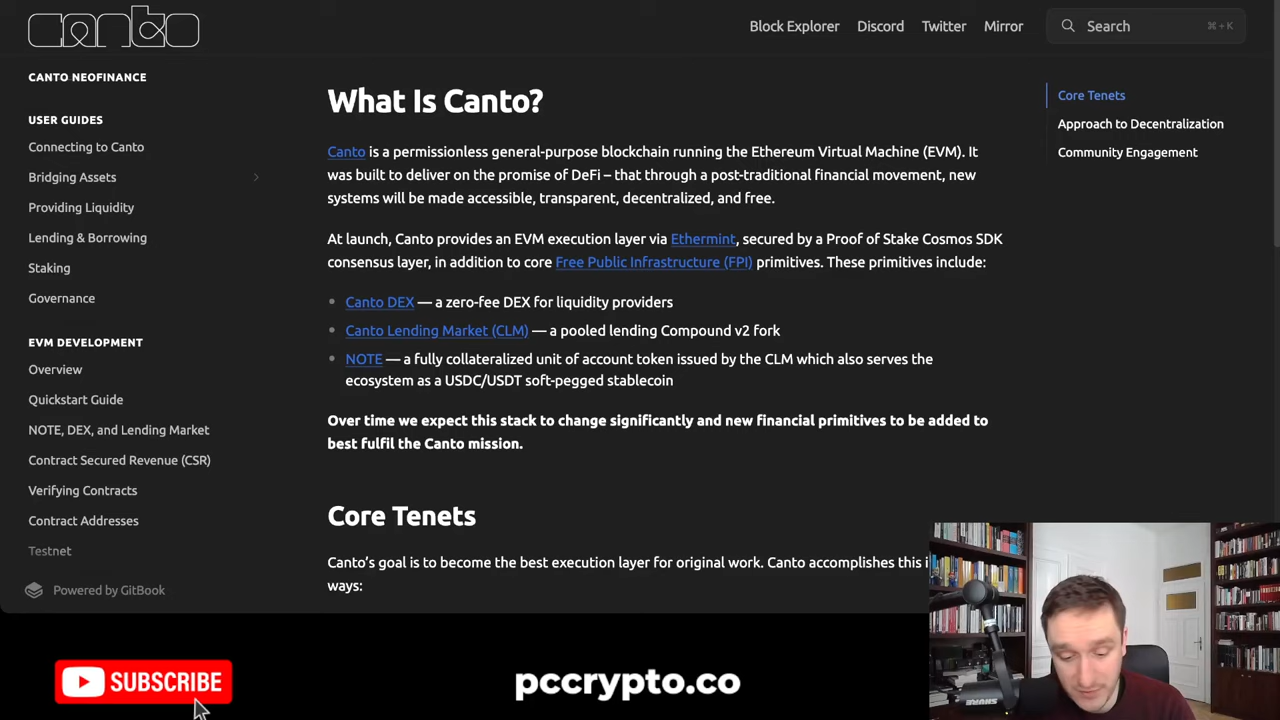 canto
Block Explorer
Discord
Twitter
Mirror
Search
⌘+K
CANTO NEOFINANCE
USER GUIDES
Connecting to Canto
Bridging Assets
Providing Liquidity
Lending & Borrowing
Staking
Governance
EVM DEVELOPMENT
Overview
Quickstart Guide
NOTE, DEX, and Lending Market
Contract Secured Revenue (CSR)
Verifying Contracts
Contract Addresses
Testnet
Powered by GitBook
What Is Canto?
Canto is a permissionless general-purpose blockchain running the Ethereum Virtual Machine (EVM). It
was built to deliver on the promise of DeFi – that through a post-traditional financial movement, new
systems will be made accessible, transparent, decentralized, and free.
At launch, Canto provides an EVM execution layer via Ethermint, secured by a Proof of Stake Cosmos SDK
consensus layer, in addition to core Free Public Infrastructure (FPI) primitives. These primitives include:
Canto DEX — a zero-fee DEX for liquidity providers
Canto Lending Market (CLM) — a pooled lending Compound v2 fork
NOTE — a fully collateralized unit of account token issued by the CLM which also serves the
ecosystem as a USDC/USDT soft-pegged stablecoin
Over time we expect this stack to change significantly and new financial primitives to be added to
best fulfil the Canto mission.
Core Tenets
Canto's goal is to become the best execution layer for original work. Canto accomplishes this i
ways:
Core Tenets
Approach to Decentralization
Community Engagement
SUBSCRIBE
pccrypto.co